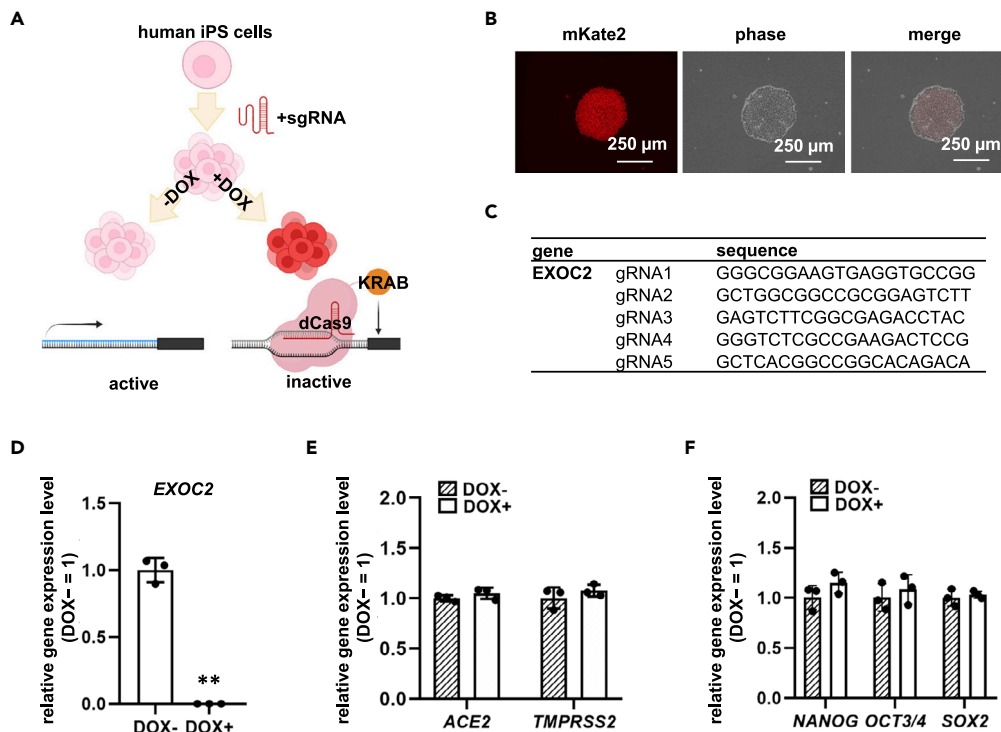 A
human iPS cells
+sgRNA
-DOX
+DOX
KRAB
dCas9
active
inactive
B
mKate2
phase
merge
250 µm
250 µm
250 µm
C
gene sequence
EXOC2 gRNA1 GGGCGGAAGTGAGGTGCCGG
gRNA2 GCTGGCGGCCGCGGAGTCTT
gRNA3 GAGTCTTCGGCGAGACCTAC
gRNA4 GGGTCTCGCCGAAGACTCCG
gRNA5 GCTCACGGCCGGCACAGACA
D
EXOC2
relative gene expression level
(DOX− = 1)
1.5
1.0
0.5
0.0
**
DOX- DOX+
E
DOX-
DOX+
relative gene expression level
(DOX− = 1)
2.0
1.5
1.0
0.5
0.0
ACE2 TMPRSS2
F
DOX-
DOX+
relative gene expression level
(DOX− = 1)
2.0
1.5
1.0
0.5
0.0
NANOG OCT3/4 SOX2